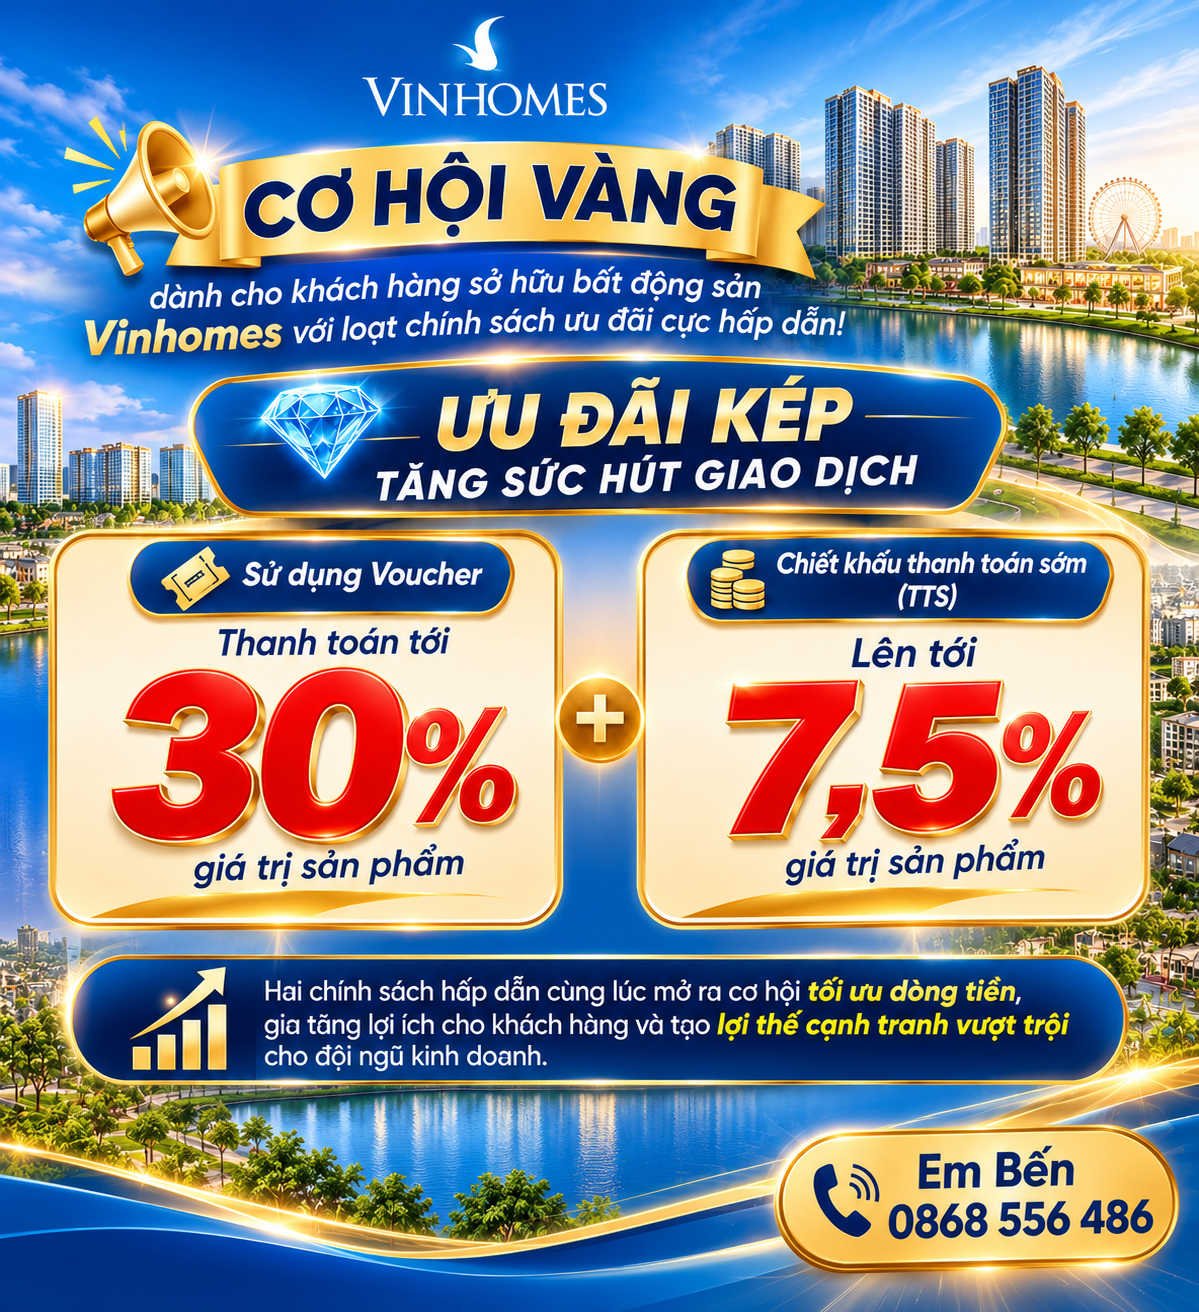 VINHOMES
CƠ HỘI VÀNG
dành cho khách hàng sở hữu bất động sản
Vinhomes với loạt chính sách ưu đãi cực hấp dẫn!
ƯU ĐÃI KÉP
TĂNG SỨC HÚT GIAO DỊCH
Sử dụng Voucher
Thanh toán tới
30%
giá trị sản phẩm
+
Chiết khấu thanh toán sớm
(TTS)
Lên tới
7,5%
giá trị sản phẩm
Hai chính sách hấp dẫn cùng lúc mở ra cơ hội tối ưu dòng tiền,
gia tăng lợi ích cho khách hàng và tạo lợi thế cạnh tranh vượt trội
cho đội ngũ kinh doanh.
Em Bến
0868 556 486